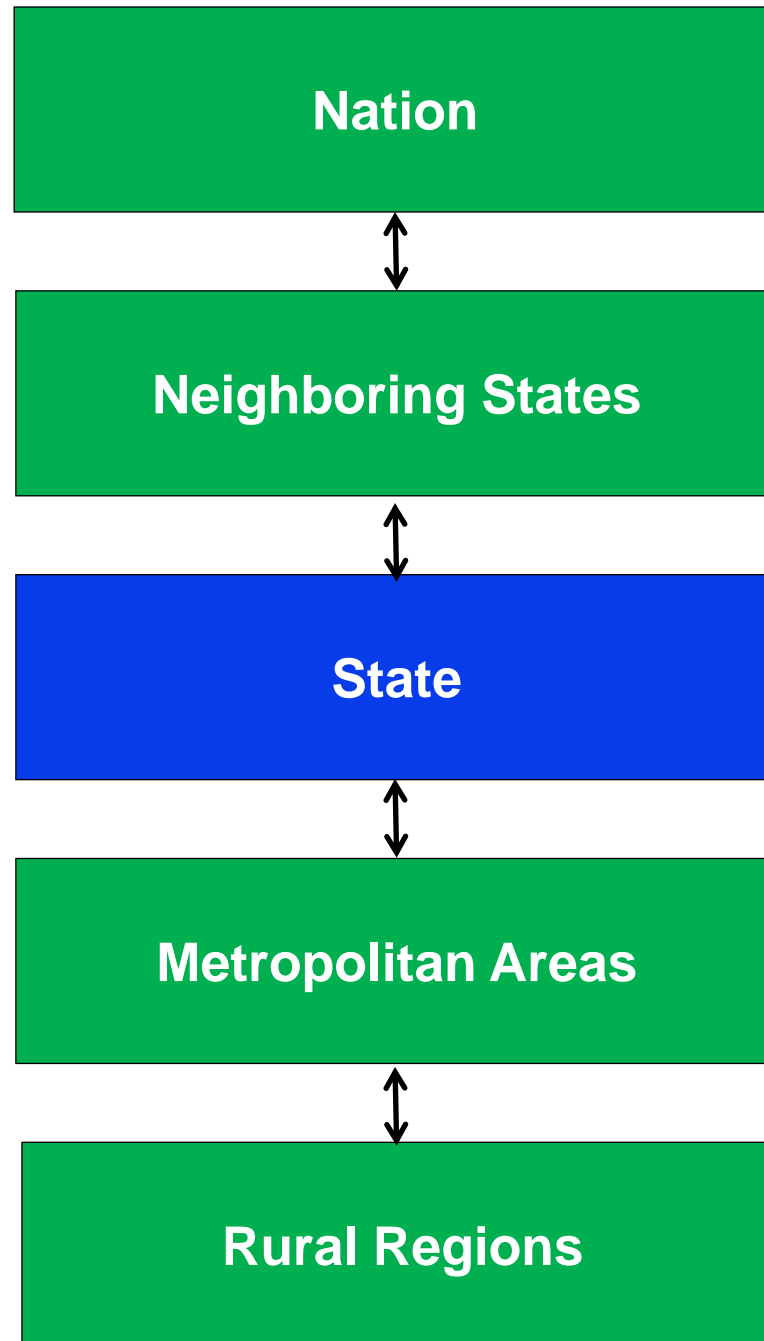 Nation
Neighboring States
State
Metropolitan Areas
Rural Regions